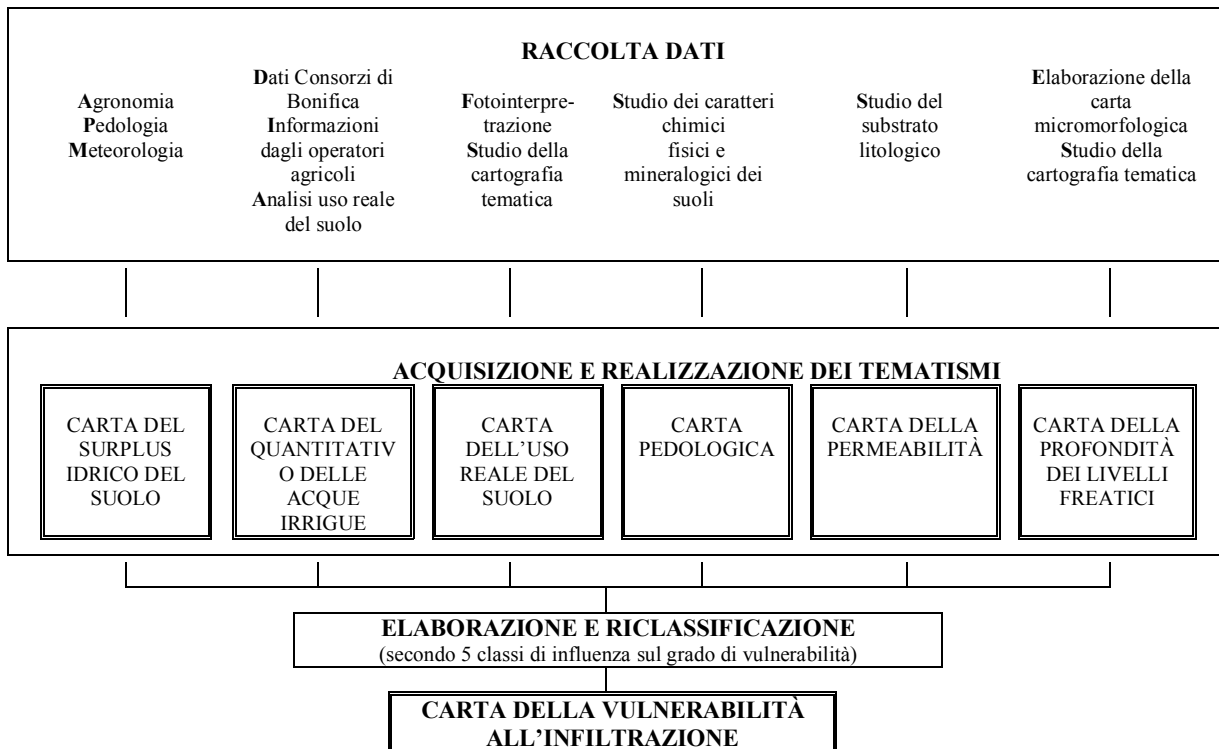 RACCOLTA DATI
Agronomia
Pedologia
Meteorologia
Dati Consorzi di
Bonifica
Informazioni
dagli operatori
agricoli
Analisi uso reale
del suolo
Fotointerpre-
trazione
Studio della
cartografia
tematica
Studio dei caratteri
chimici
fisici e
mineralogici dei
suoli
Studio del
substrato
litologico
Elaborazione della
carta
micromorfologica
Studio della
cartografia tematica
ACQUISIZIONE E REALIZZAZIONE DEI TEMATISMI
CARTA DEL
SURPLUS
IDRICO DEL
SUOLO
CARTA DEL
QUANTITATIV
O DELLE
ACQUE
IRRIGUE
CARTA
DELL’USO
REALE DEL
SUOLO
CARTA
PEDOLOGICA
CARTA DELLA
PERMEABILITÀ
CARTA DELLA
PROFONDITÀ
DEI LIVELLI
FREATICI
ELABORAZIONE E RICLASSIFICAZIONE
(secondo 5 classi di influenza sul grado di vulnerabilità)
CARTA DELLA VULNERABILITÀ
ALL’INFILTRAZIONE